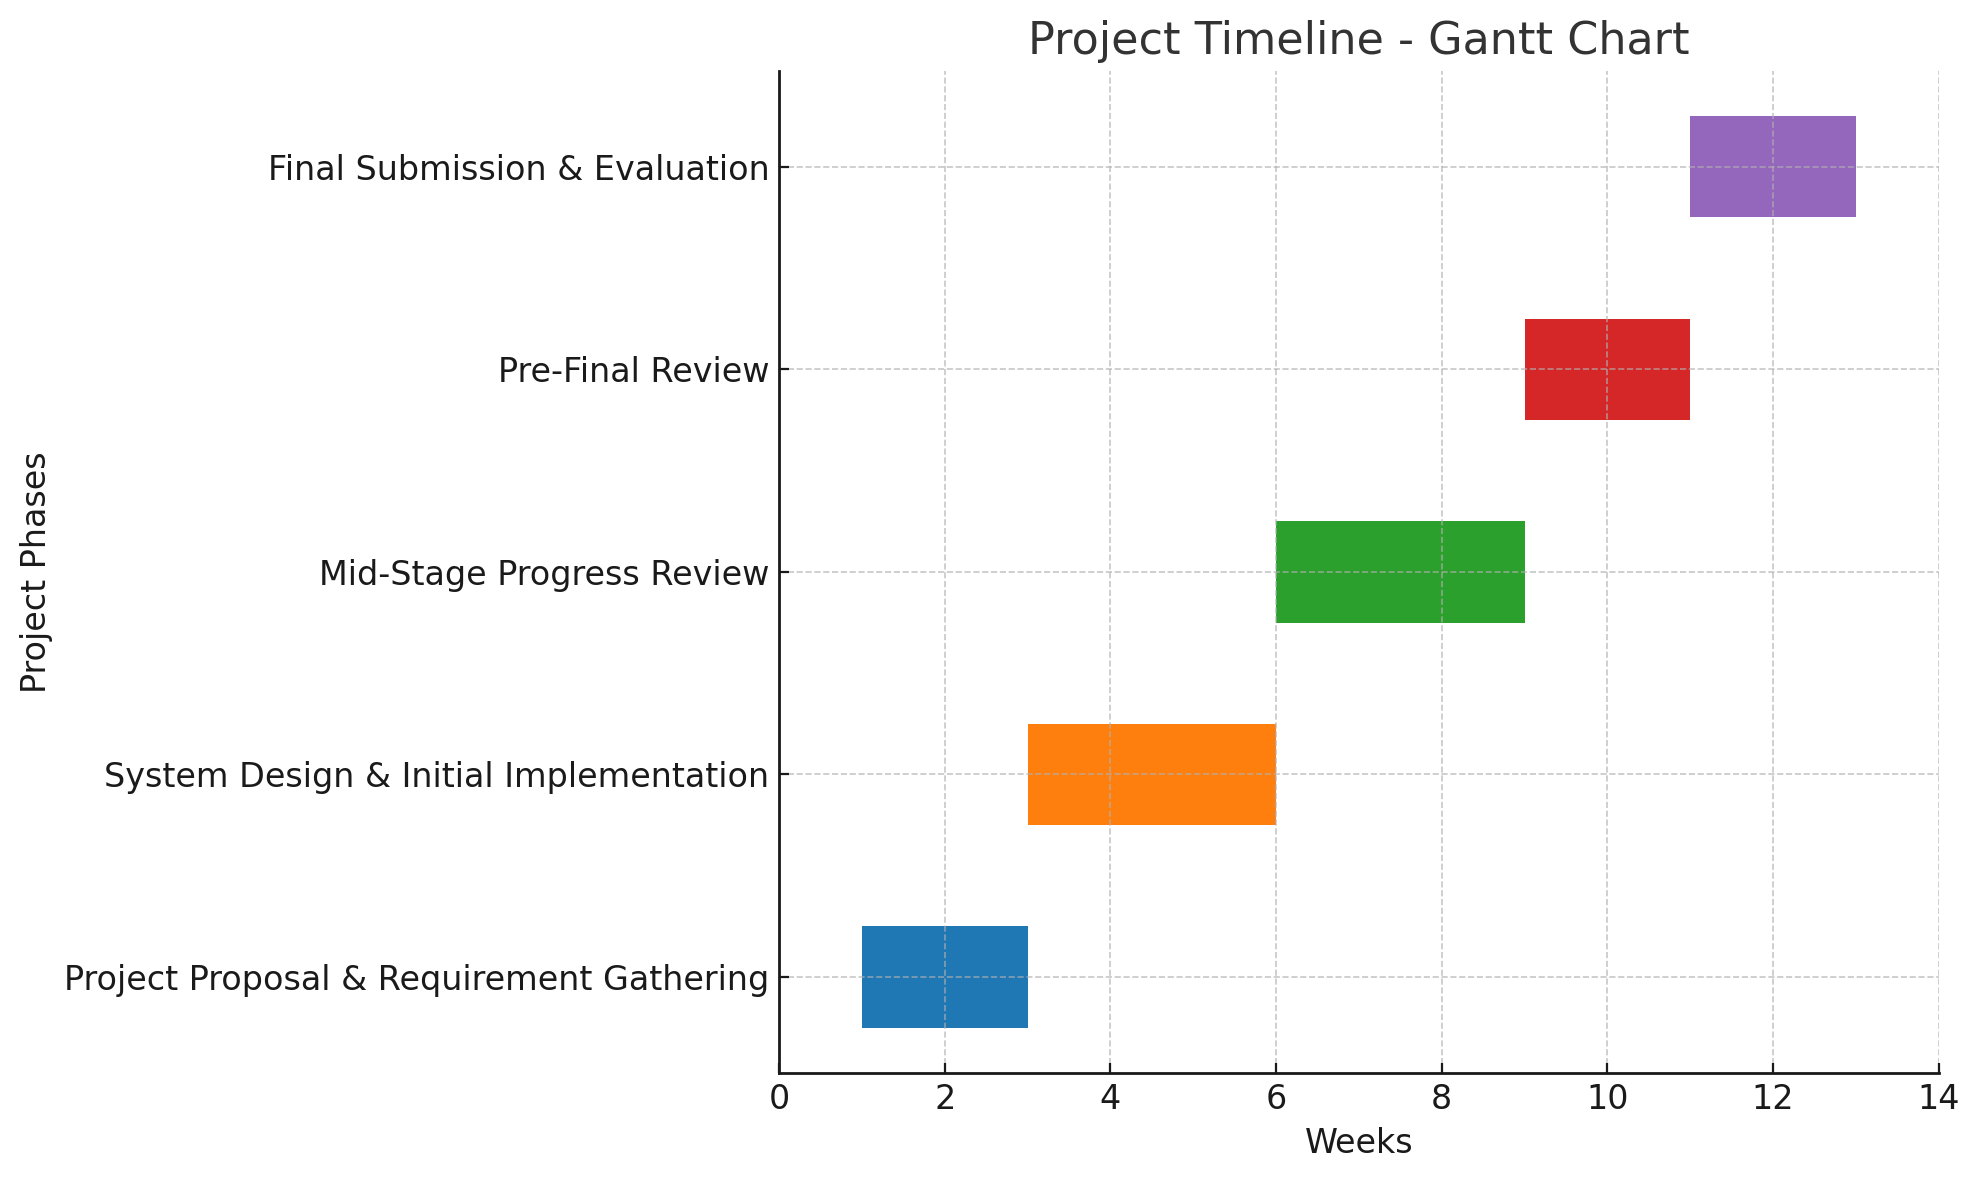 Project Timeline - Gantt Chart
Final Submission & Evaluation
Pre-Final Review
Mid-Stage Progress Review
System Design & Initial Implementation
Project Proposal & Requirement Gathering
Project Phases
0 2 4 6 8 10 12 14
Weeks